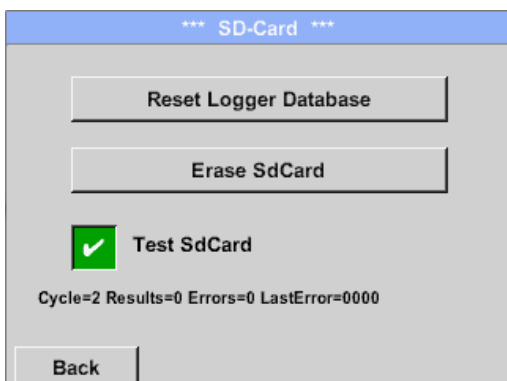 *** SD-Card ***
Reset Logger Database
Erase SdCard
Test SdCard
Cycle=2 Results=0 Errors=0 LastError=0000
Back